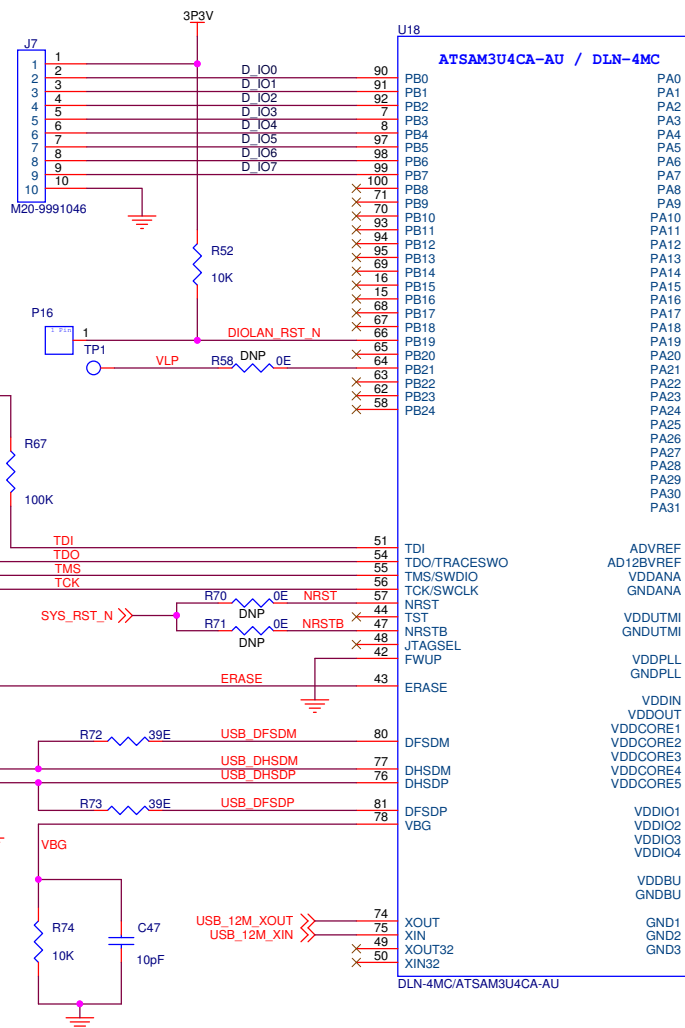 3P3V
J7
1 1
2 2
3 3
4 4
5 5
6 6
7 7
8 8
9 9
10 10
M20-9991046
D_IO0
D_IO1
D_IO2
D_IO3
D_IO4
D_IO5
D_IO6
D_IO7
R52
10K
P16
1 Pin
1
DIOLAN_RST_N
TP1
VLP
R58 DNP 0E
R67
100K
TDI
TDO
TMS
TCK
R70 0E NRST
DNP
SYS_RST_N
R71 0E NRSTB
DNP
ERASE
R72 39E USB_DFSDM
USB_DHSDM
USB_DHSDP
R73 39E USB_DFSDP
VBG
R74
10K
C47
10pF
USB_12M_XOUT
USB_12M_XIN
U18
ATSAM3U4CA-AU / DLN-4MC
90 PB0
91 PB1
92 PB2
7 PB3
8 PB4
97 PB5
98 PB6
99 PB7
100 PB8
71 PB9
70 PB10
93 PB11
94 PB12
95 PB13
69 PB14
16 PB15
15 PB16
68 PB17
67 PB18
66 PB19
65 PB20
64 PB21
63 PB22
62 PB23
58 PB24
51 TDI
54 TDO/TRACESWO
55 TMS/SWDIO
56 TCK/SWCLK
57 NRST
44 TST
47 NRSTB
48 JTAGSEL
42 FWUP
43 ERASE
80 DFSDM
77 DHSDM
76 DHSDP
81 DFSDP
78 VBG
74 XOUT
75 XIN
49 XOUT32
50 XIN32
PA0
PA1
PA2
PA3
PA4
PA5
PA6
PA7
PA8
PA9
PA10
PA11
PA12
PA13
PA14
PA15
PA16
PA17
PA18
PA19
PA20
PA21
PA22
PA23
PA24
PA25
PA26
PA27
PA28
PA29
PA30
PA31
ADVREF
AD12BVREF
VDDANA
GNDANA
VDDUTMI
GNDUTMI
VDDPLL
GNDPLL
VDDIN
VDDOUT
VDDCORE1
VDDCORE2
VDDCORE3
VDDCORE4
VDDCORE5
VDDIO1
VDDIO2
VDDIO3
VDDIO4
VDDBU
GNDBU
GND1
GND2
GND3
DLN-4MC/ATSAM3U4CA-AU